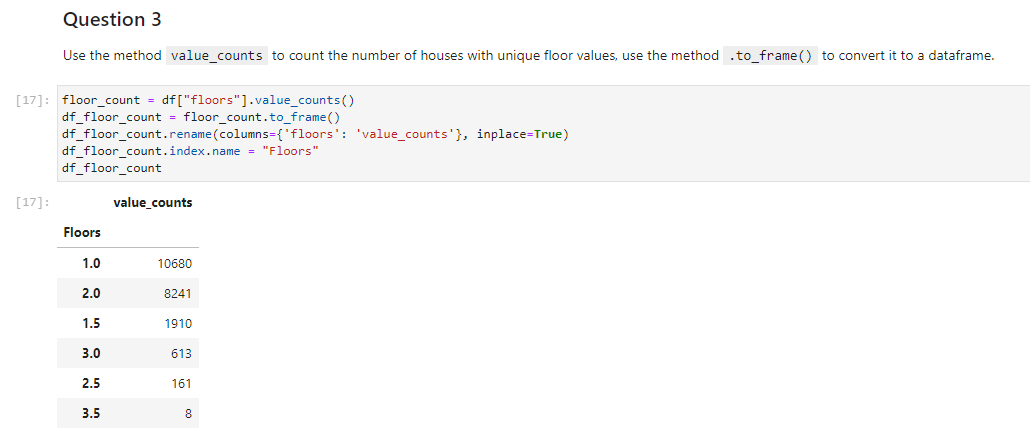 Question 3
Use the method value_counts to count the number of houses with unique floor values, use the method .to_frame() to convert it to a dataframe.
[17]: floor_count = df["floors"].value_counts()
df_floor_count = floor_count.to_frame()
df_floor_count.rename(columns={'floors': 'value_counts'}, inplace=True)
df_floor_count.index.name = "Floors"
df_floor_count
[17]: value_counts
Floors
1.0 10680
2.0 8241
1.5 1910
3.0 613
2.5 161
3.5 8